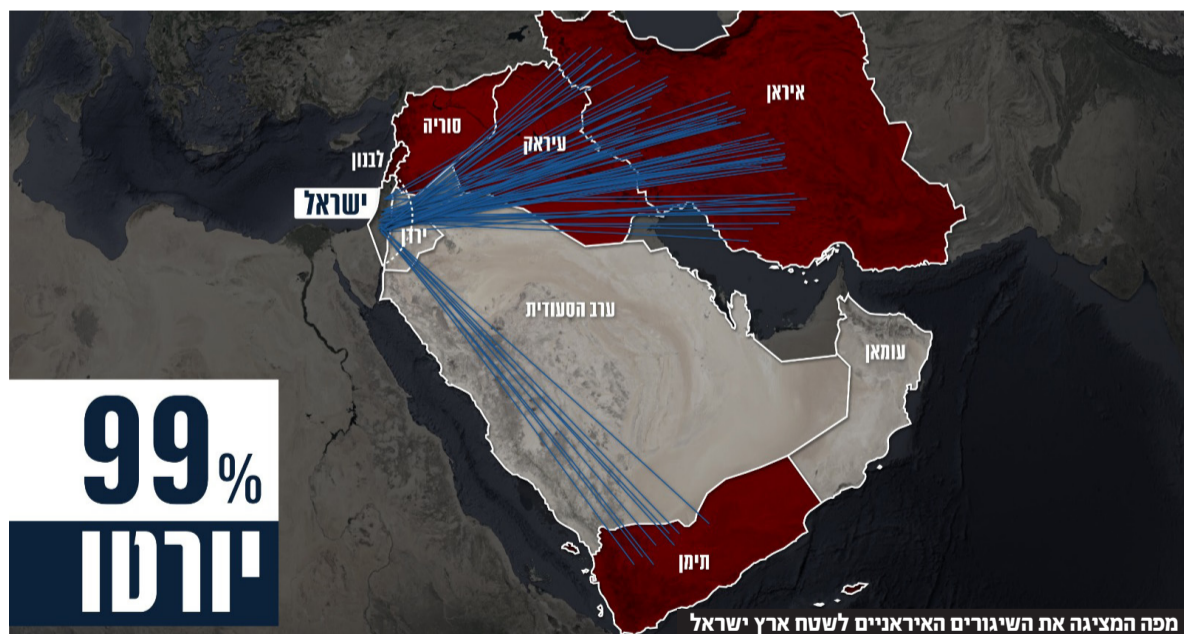 איראן
סוריה
עיראק
לבנון
ישראל
ירדן
ערב הסעודית
עומאן
99%
יורטו
תימן
מפה המציגה את השיגורים האיראניים לשטח ארץ ישראל